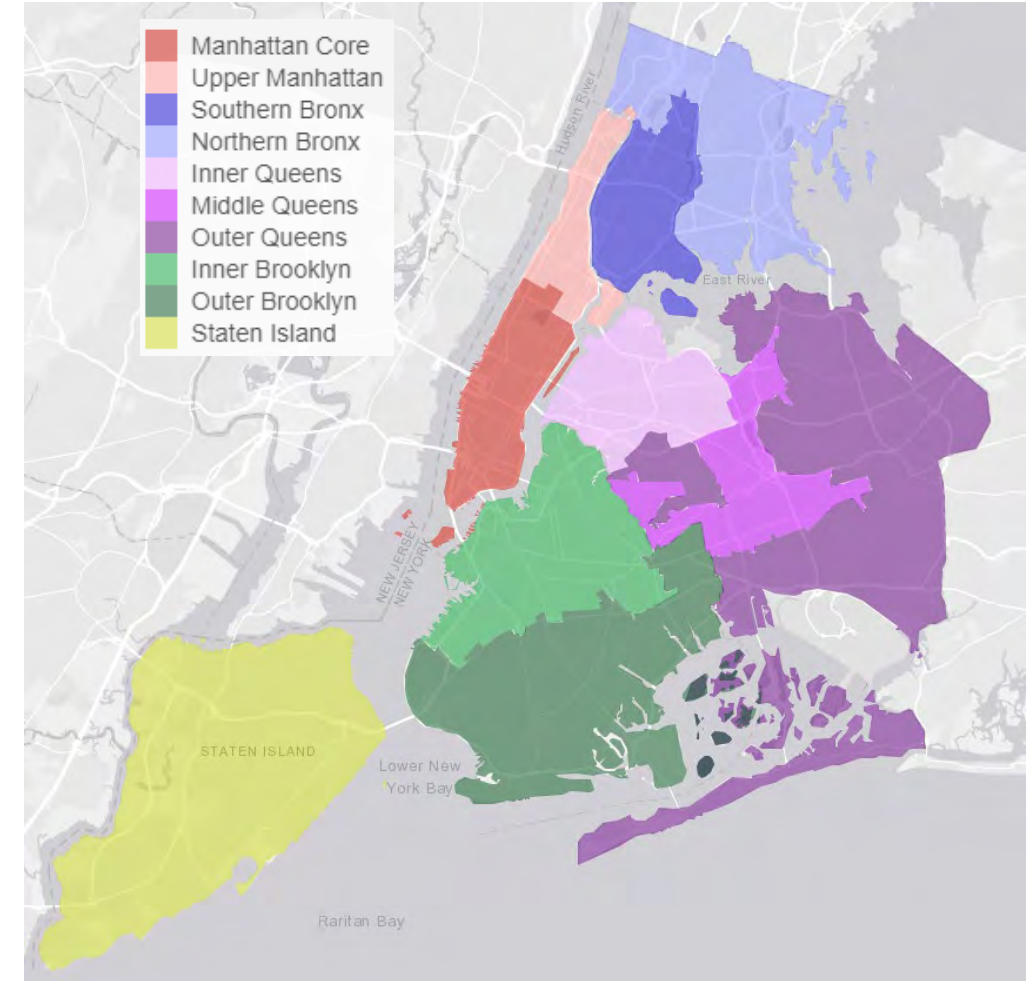 Manhattan Core
Upper Manhattan
Southern Bronx
Northern Bronx
Inner Queens
Middle Queens
Outer Queens
Inner Brooklyn
Outer Brooklyn
Staten Island
Hudson River
East River
NEW JERSEY
NEW YORK
STATEN ISLAND
Lower New
York Bay
Raritan Bay